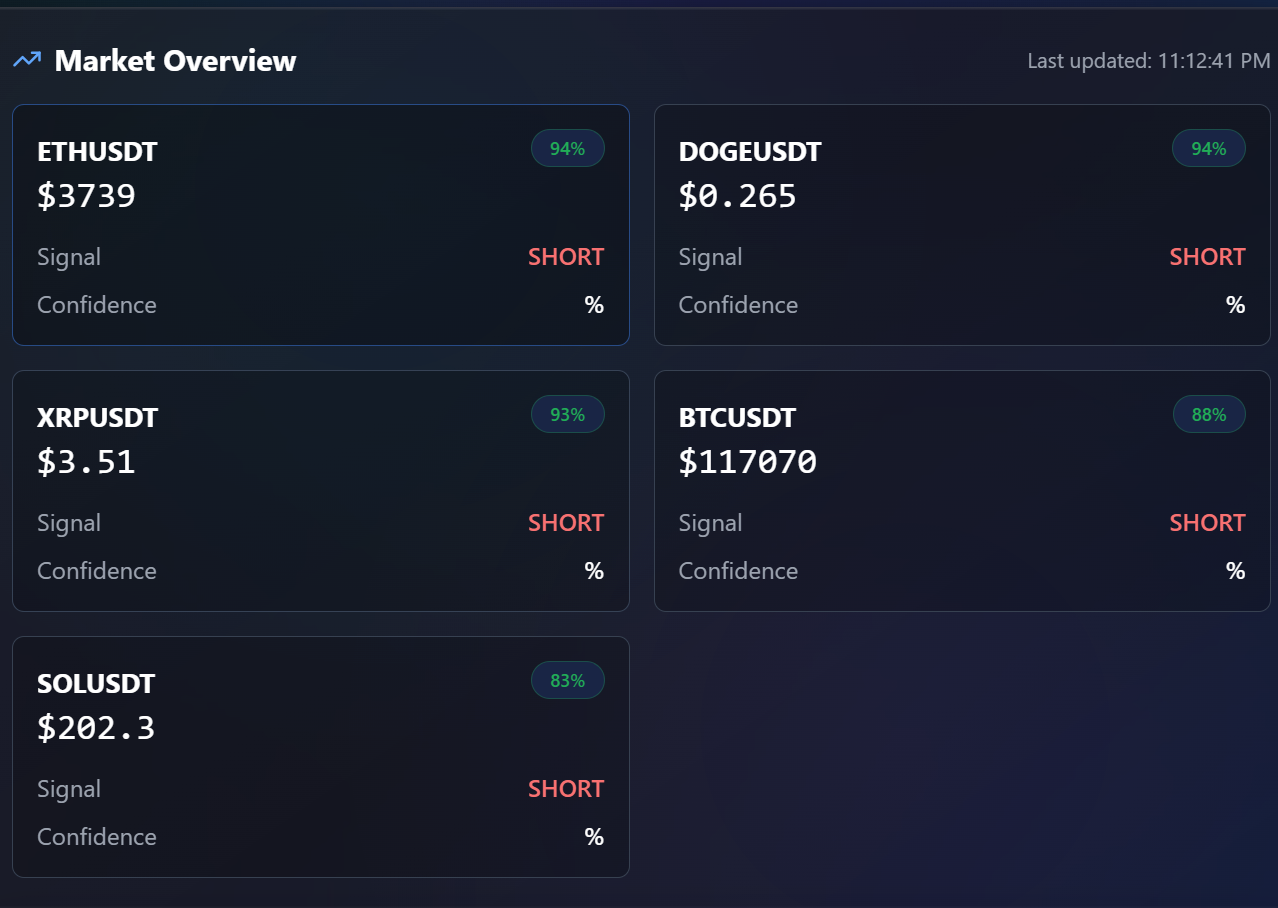 Market Overview
Last updated: 11:12:41 PM
ETHUSDT 94%
$3739
Signal SHORT
Confidence %
DOGEUSDT 94%
$0.265
Signal SHORT
Confidence %
XRPUSDT 93%
$3.51
Signal SHORT
Confidence %
BTCUSDT 88%
$117070
Signal SHORT
Confidence %
SOLUSDT 83%
$202.3
Signal SHORT
Confidence %